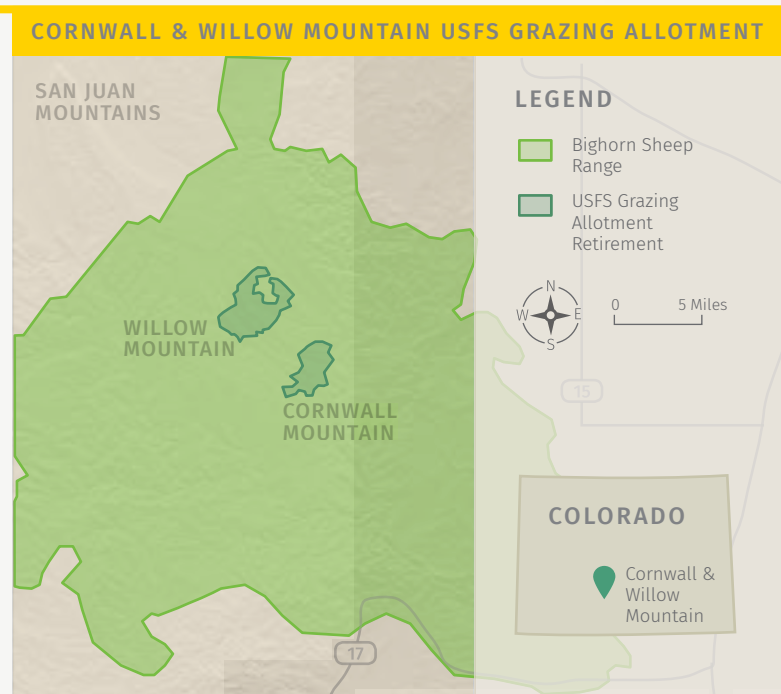 CORNWALL & WILLOW MOUNTAIN USFS GRAZING ALLOTMENT
SAN JUAN
MOUNTAINS
LEGEND
Bighorn Sheep
Range
USFS Grazing
Allotment
Retirement
N
W
E
S
0
5 Miles
WILLOW
MOUNTAIN
CORNWALL
MOUNTAIN
15
COLORADO
Cornwall &
Willow
Mountain
17